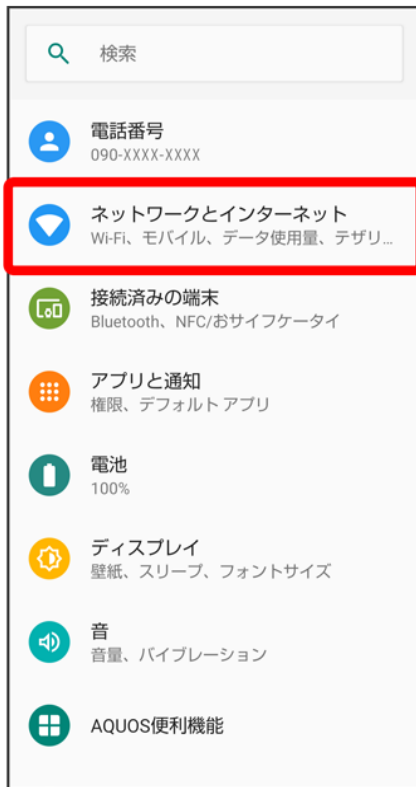 検索
電話番号
090-XXXX-XXXX
ネットワークとインターネット
Wi-Fi、モバイル、データ使用量、テザリ...
接続済みの端末
Bluetooth、NFC/おサイフケータイ
アプリと通知
権限、デフォルト アプリ
電池
100%
ディスプレイ
壁紙、スリープ、フォントサイズ
音
音量、バイブレーション
AQUOS便利機能